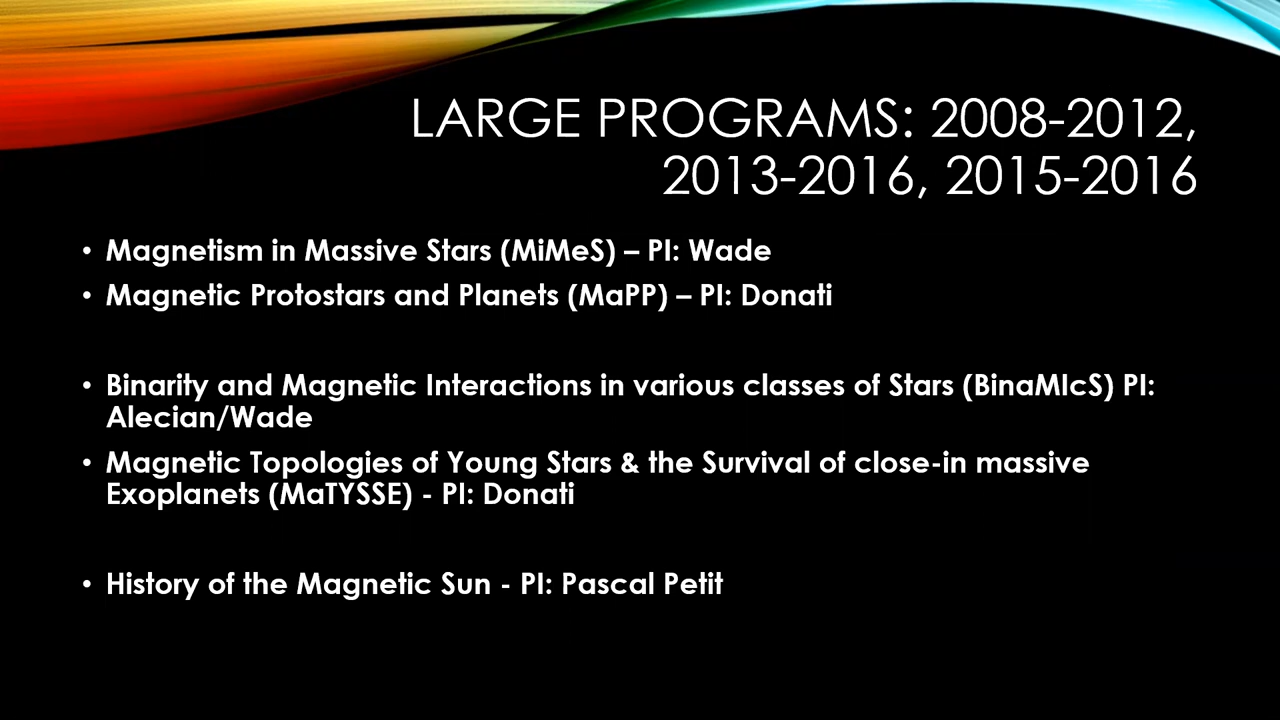 LARGE PROGRAMS: 2008-2012,
2013-2016, 2015-2016
• Magnetism in Massive Stars (MiMeS) – PI: Wade
• Magnetic Protostars and Planets (MaPP) – PI: Donati
• Binarity and Magnetic Interactions in various classes of Stars (BinaMIcS) PI:
Alecian/Wade
• Magnetic Topologies of Young Stars & the Survival of close-in massive
Exoplanets (MaTYSSE) - PI: Donati
• History of the Magnetic Sun - PI: Pascal Petit